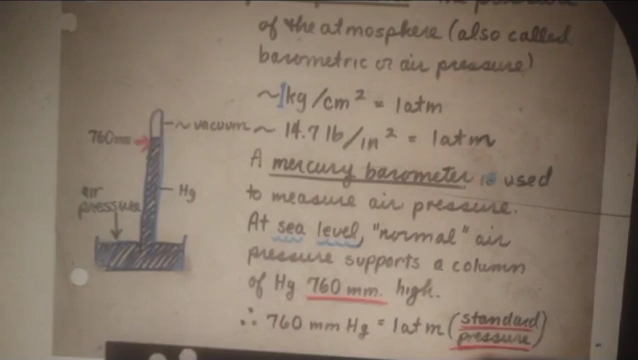 of the atmosphere (also called
barometric or air pressure)
~1kg/cm² = 1atm
~ 14.7 lb/in² = 1atm
A mercury barometer is used
to measure air pressure.
At sea level, "normal" air
pressure supports a column
of Hg 760 mm. high.
∴ 760 mm Hg = 1atm (standard
pressure)
~ vacuum
760mm
Hg
air
pressure